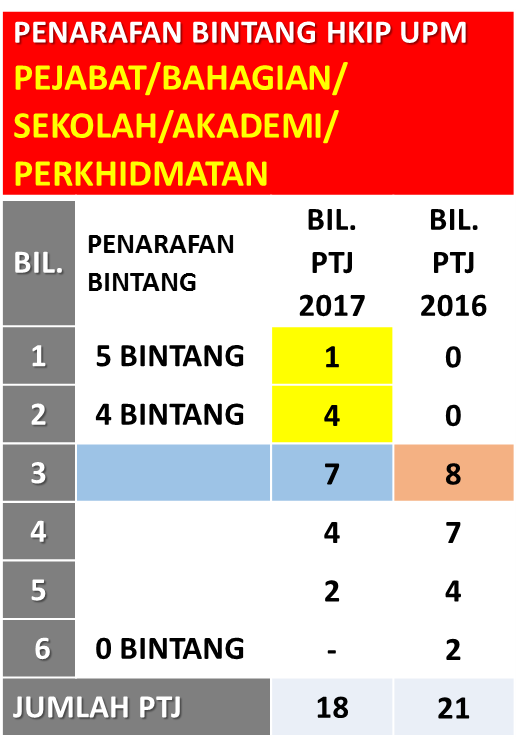 PENARAFAN BINTANG HKIP UPM
PEJABAT/BAHAGIAN/
SEKOLAH/AKADEMI/
PERKHIDMATAN
BIL. PENARAFAN BINTANG BIL. PTJ 2017 BIL. PTJ 2016
1 5 BINTANG 1 0
2 4 BINTANG 4 0
3 7 8
4 4 7
5 2 4
6 0 BINTANG - 2
JUMLAH PTJ 18 21